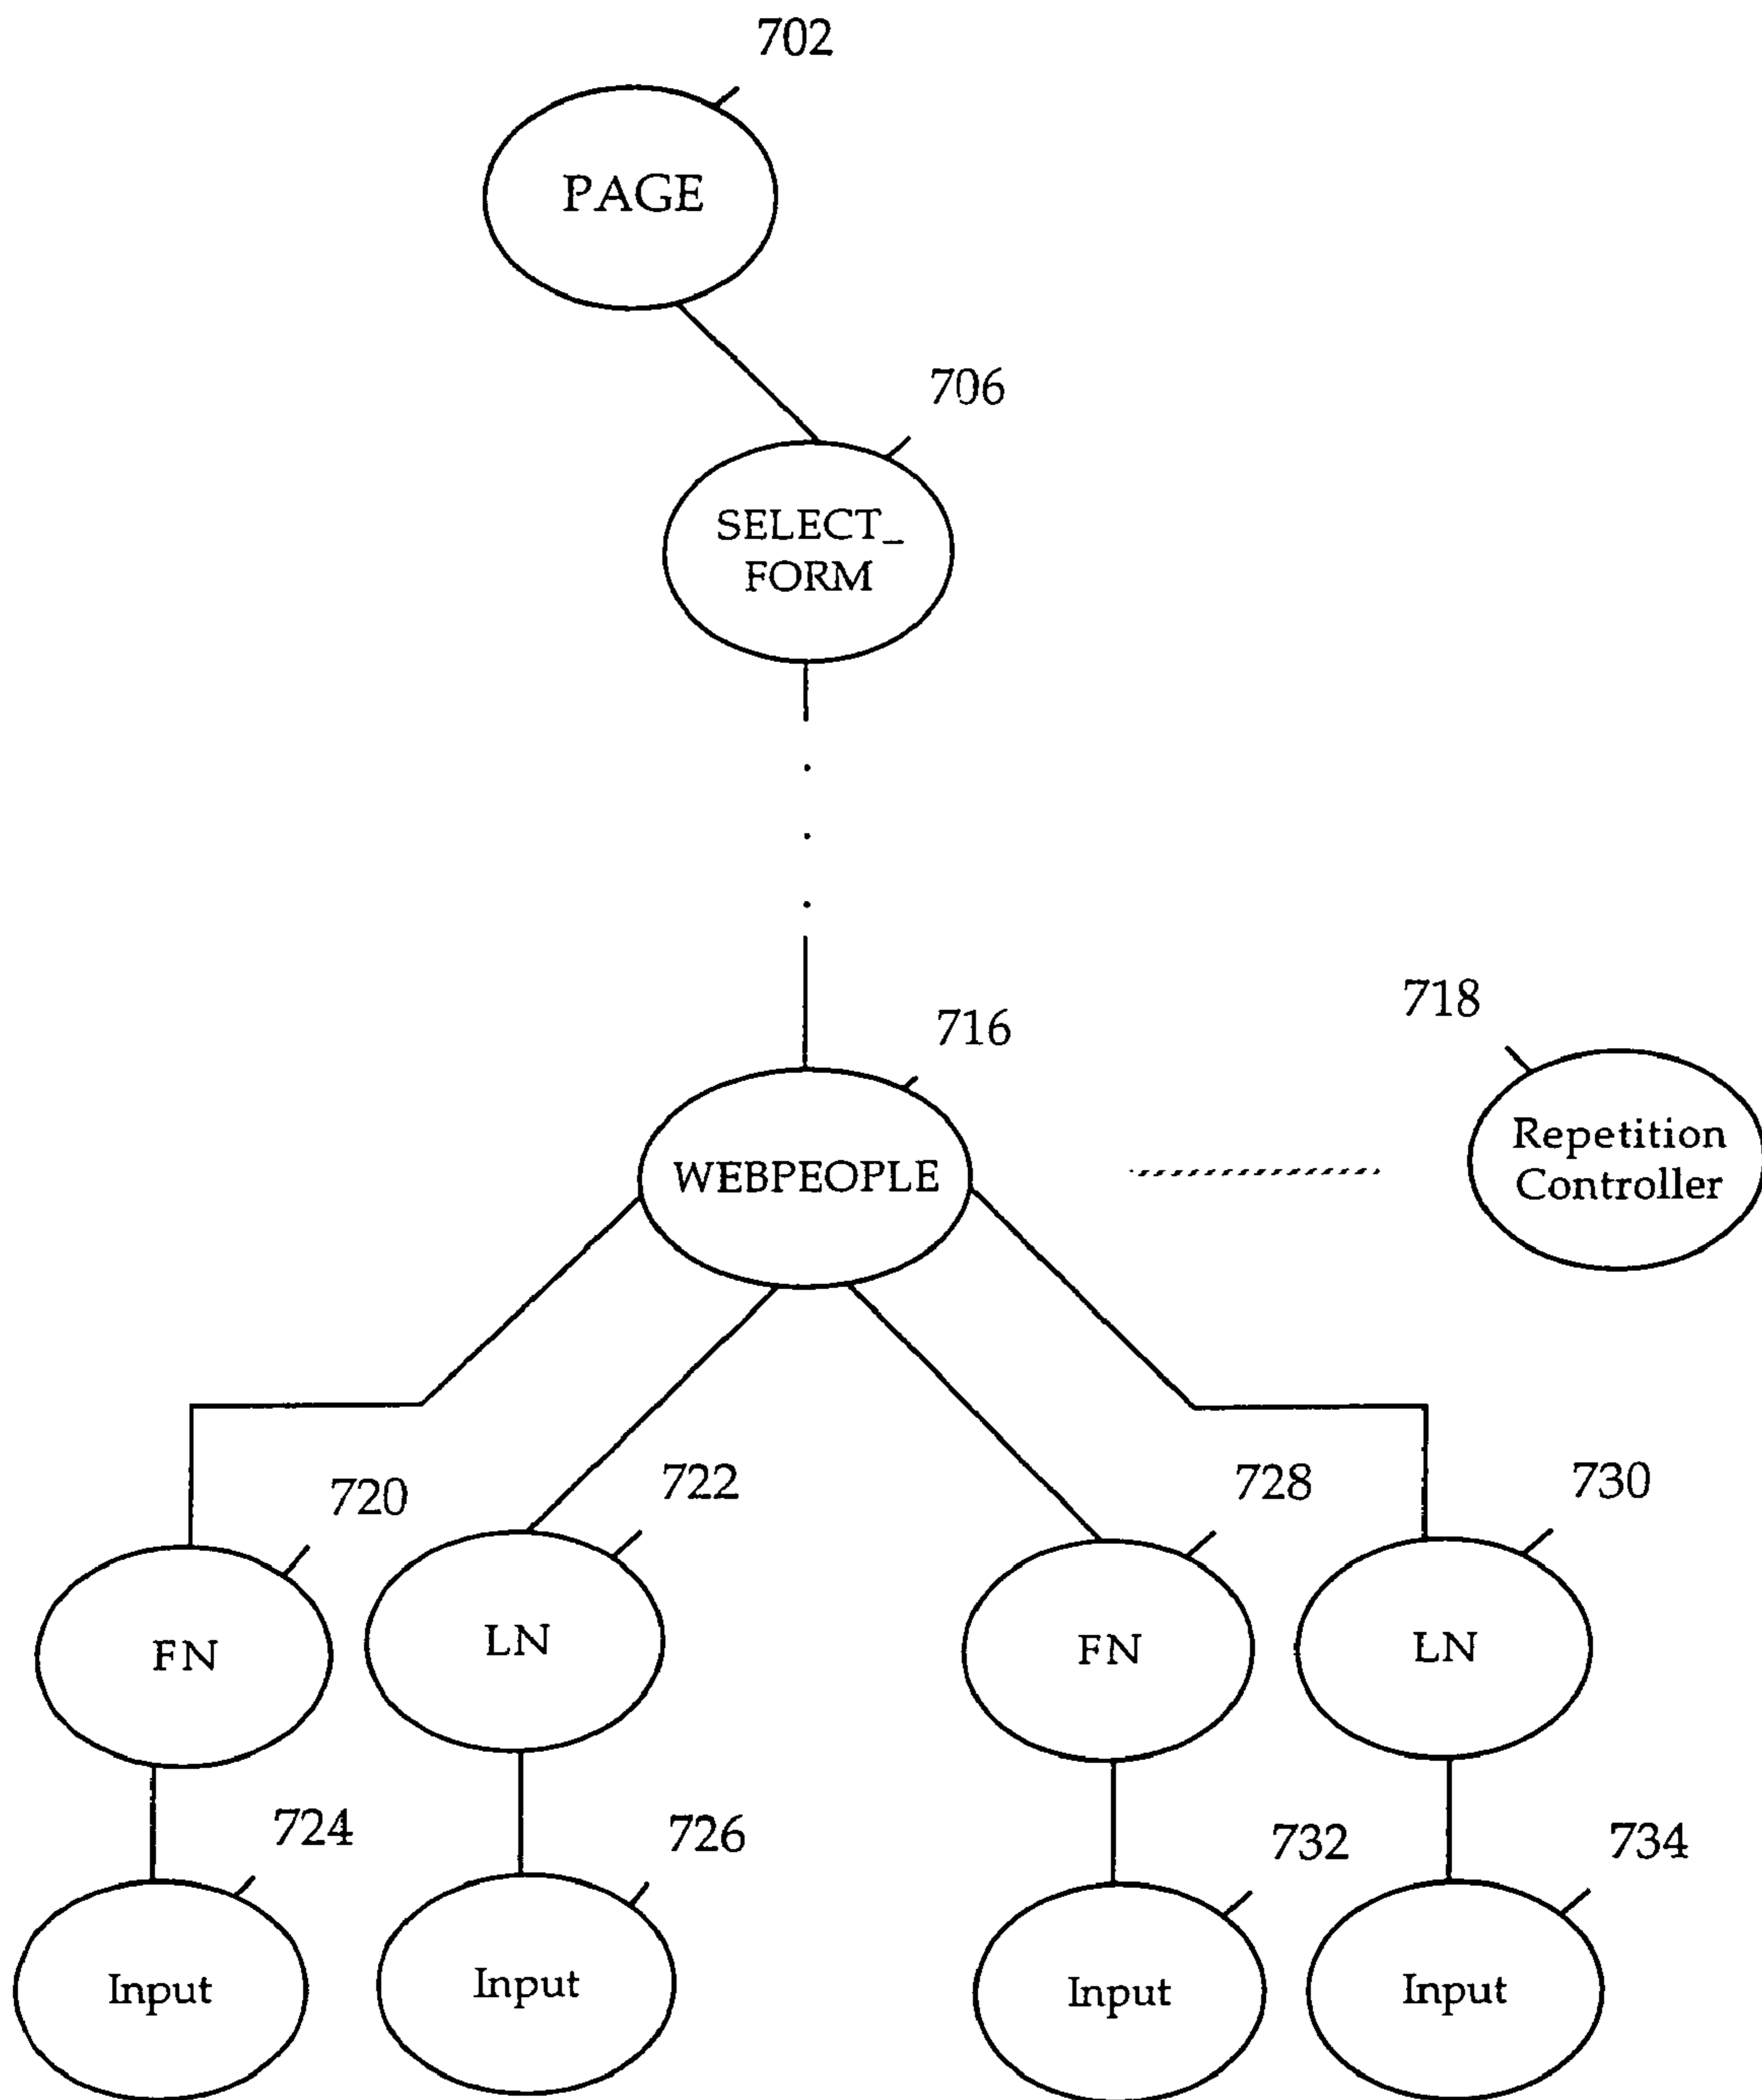 702
PAGE
706
SELECT_
FORM
718
716
Repetition
Controller
WEBPEOPLE
720
722
728
730
FN
LN
FN
LN
724
726
732
734
Input
Input
Input
Input